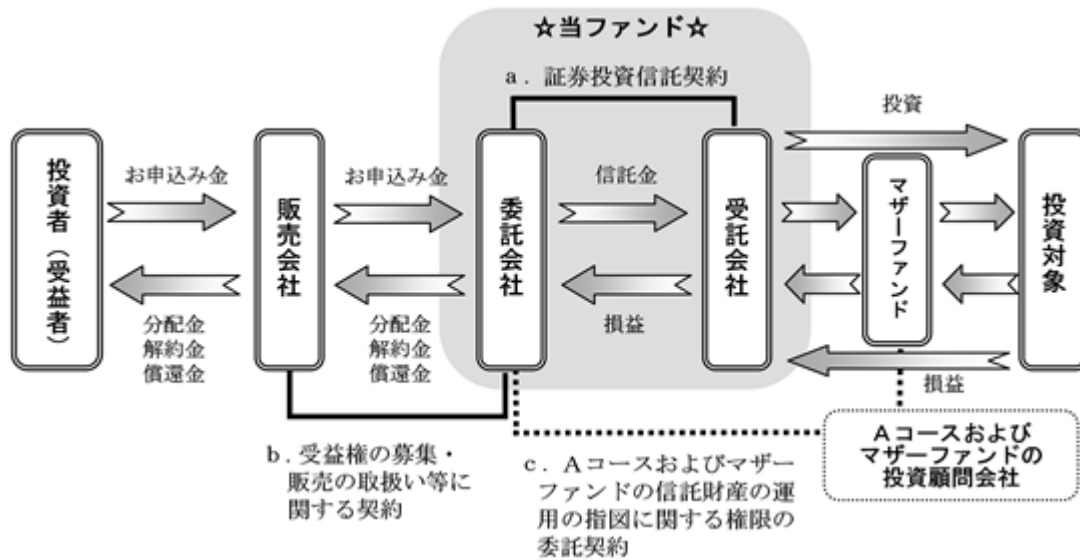 ☆当ファンド☆
a．証券投資信託契約
投資
お申込み金
お申込み金
信託金
投資者（受益者）
販売会社
委託会社
受託会社
マザーファンド
投資対象
分配金
解約金
償還金
分配金
解約金
償還金
損益
損益
b．受益権の募集・
販売の取扱い等に
関する契約
c．Aコースおよびマザー
ファンドの信託財産の運
用の指図に関する権限の
委託契約
Aコースおよび
マザーファンドの
投資顧問会社